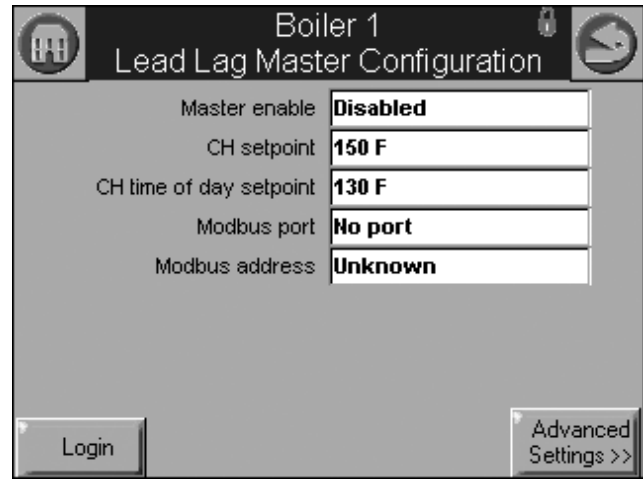 Boiler 1
Lead Lag Master Configuration
Master enable Disabled
CH setpoint 150 F
CH time of day setpoint 130 F
Modbus port No port
Modbus address Unknown
Login
Advanced
Settings >>